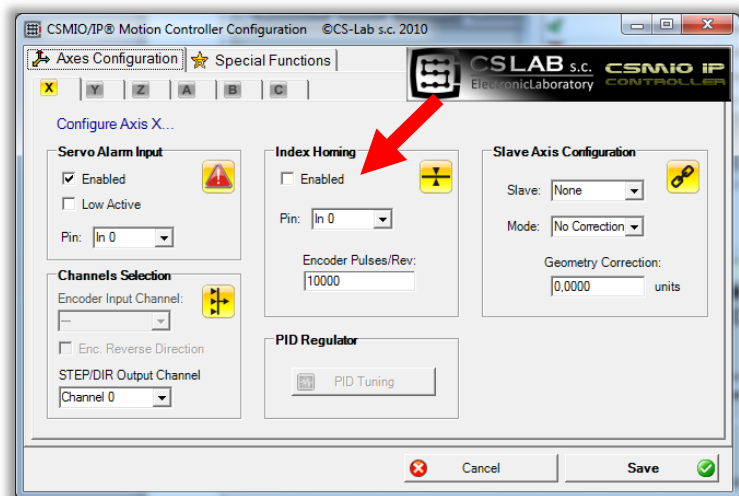 CSMIO/IP® Motion Controller Configuration ©CS-Lab s.c. 2010
Axes Configuration
Special Functions
CSLAB s.c.
ElectronicLaboratory
CSMIO IP
CONTROLLER
X Y Z A B C
Configure Axis X...
Servo Alarm Input
Enabled
Low Active
Pin: In 0
Channels Selection
Encoder Input Channel:
---
Enc. Reverse Direction
STEP/DIR Output Channel
Channel 0
Index Homing
Enabled
Pin: In 0
Encoder Pulses/Rev:
10000
PID Regulator
PID Tuning
Slave Axis Configuration
Slave: None
Mode: No Correction
Geometry Correction:
0,0000 units
Cancel
Save